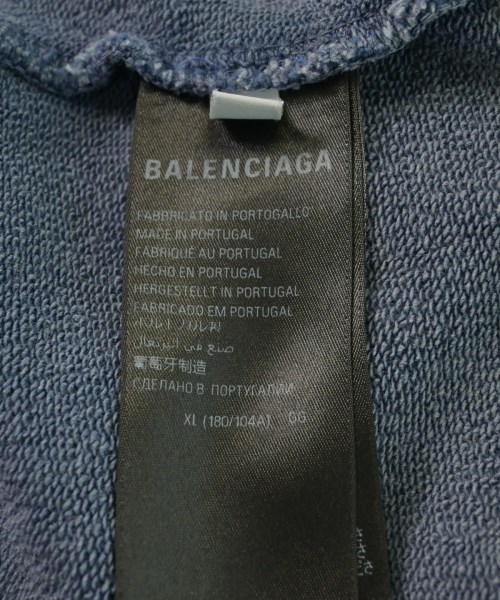 BALENCIAGA
FABBRICATO IN PORTOGALLO
MADE IN PORTUGAL
FABRIQUÉ AU PORTUGAL
HECHO EN PORTUGAL
HERGESTELLT IN PORTUGAL
FABRICADO EM PORTUGAL
ポルトガル製
صنع في البرتغال
葡萄牙制造
СДЕЛАНО В ПОРТУГАЛИИ
XL (180/104A) GG